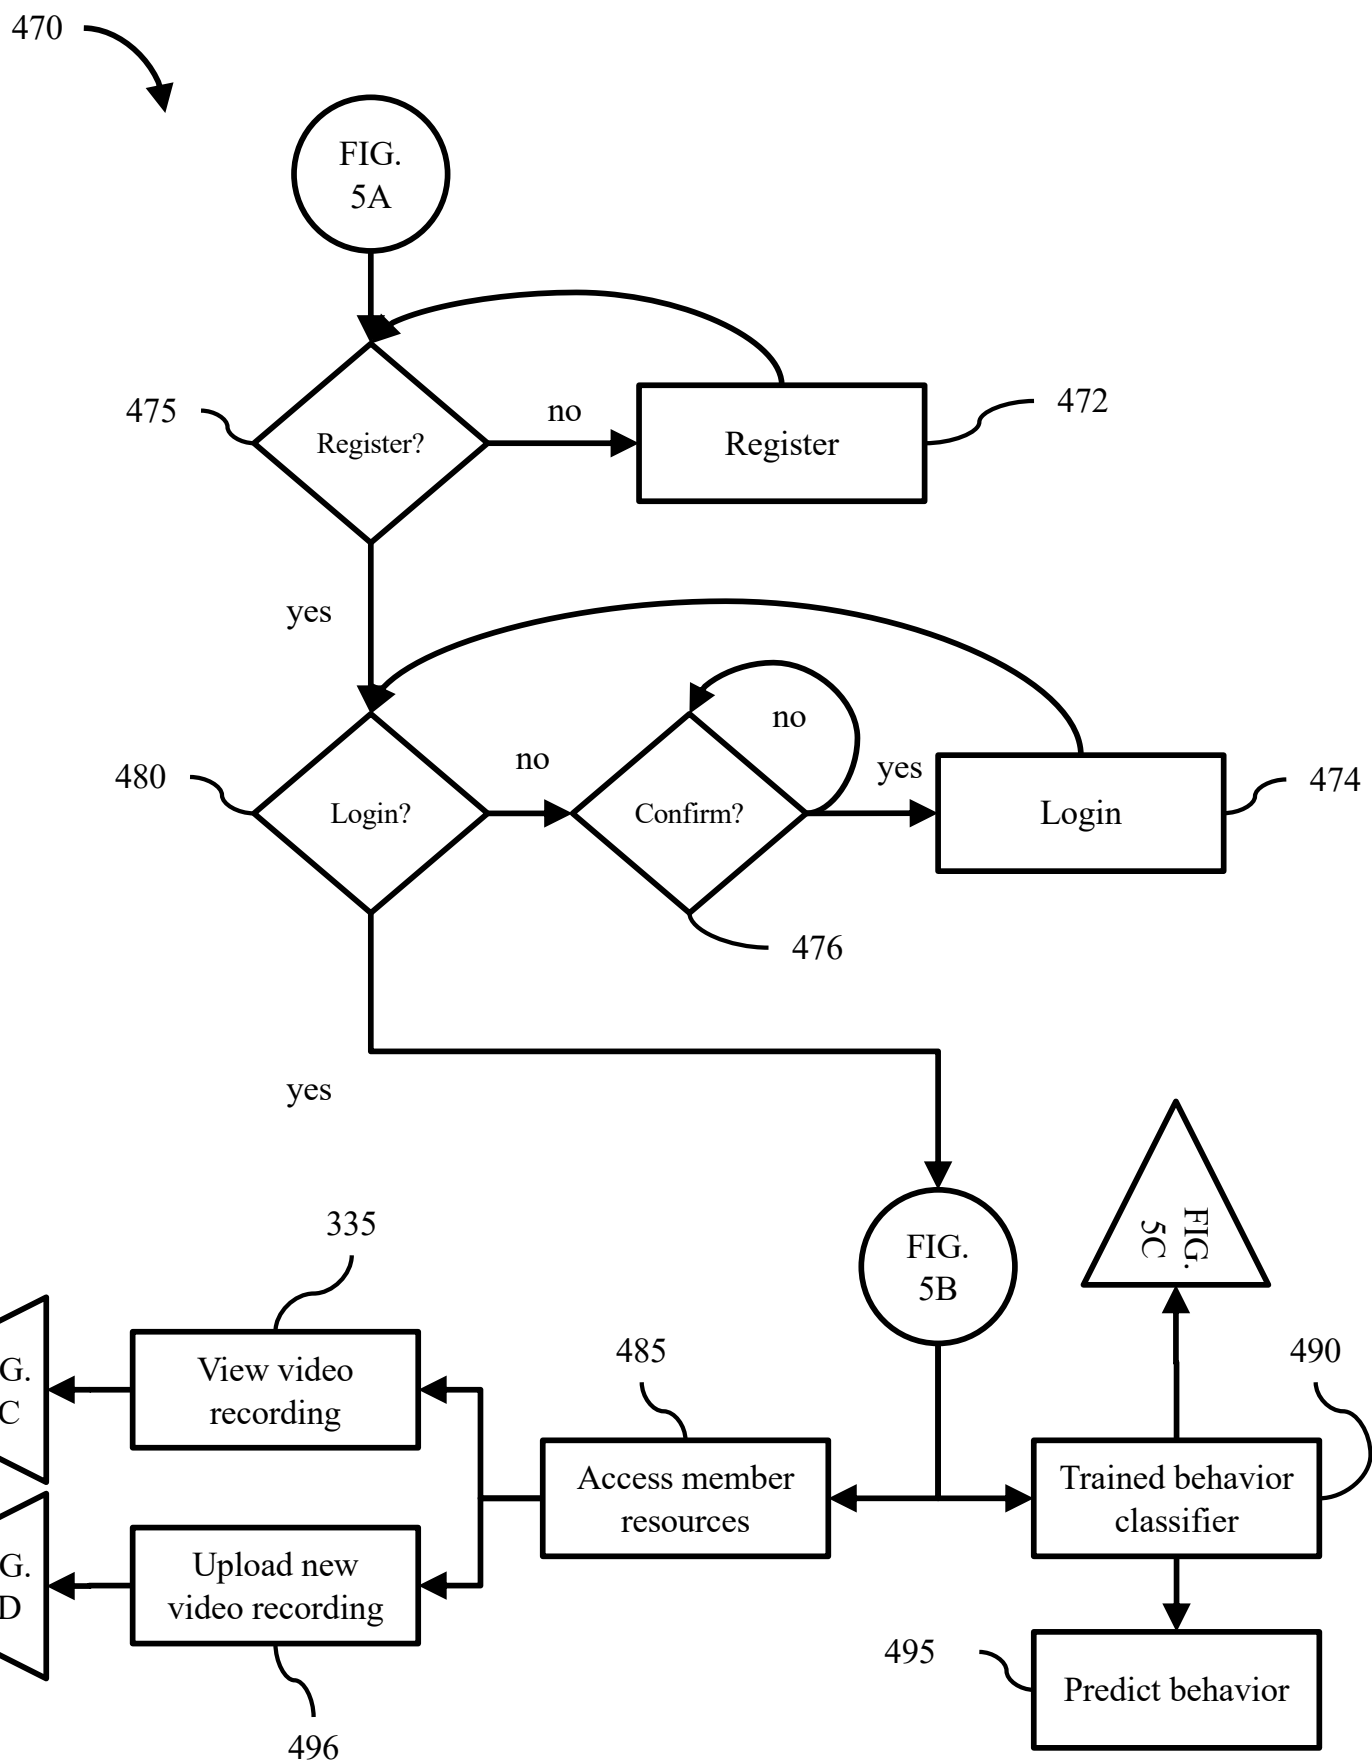 470
FIG.
5A
475
Register?
no
Register
472
yes
480
Login?
no
Confirm?
no
yes
Login
474
476
yes
FIG.
5B
FIG.
5C
335
View video
recording
G.
C
485
Access member
resources
490
Trained behavior
classifier
Upload new
video recording
G.
D
496
495
Predict behavior